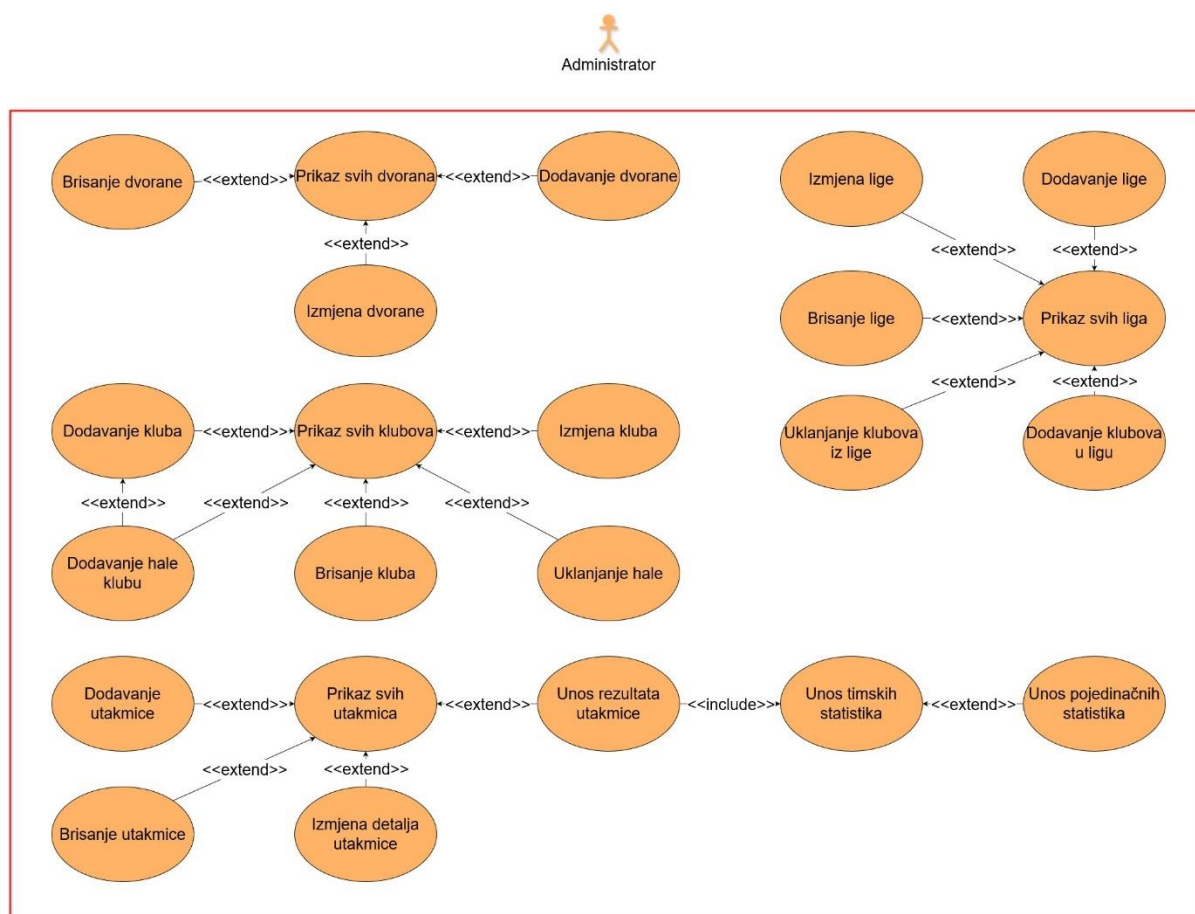 Administrator
Brisanje dvorane
<<extend>>
Prikaz svih dvorana
<<extend>>
Dodavanje dvorane
<<extend>>
Izmjena dvorane
Izmjena lige
Dodavanje lige
<<extend>>
<<extend>>
Brisanje lige
<<extend>>
Prikaz svih liga
<<extend>>
<<extend>>
Uklanjanje klubova
iz lige
Dodavanje klubova
u ligu
Dodavanje kluba
<<extend>>
Prikaz svih klubova
<<extend>>
Izmjena kluba
<<extend>>
<<extend>>
<<extend>>
<<extend>>
Dodavanje hale
klubu
Brisanje kluba
Uklanjanje hale
Dodavanje
utakmice
<<extend>>
Prikaz svih
utakmica
<<extend>>
Unos rezultata
utakmice
<<include>>
Unos timskih
statistika
<<extend>>
Unos pojedinačnih
statistika
<<extend>>
<<extend>>
Brisanje utakmice
Izmjena detalja
utakmice